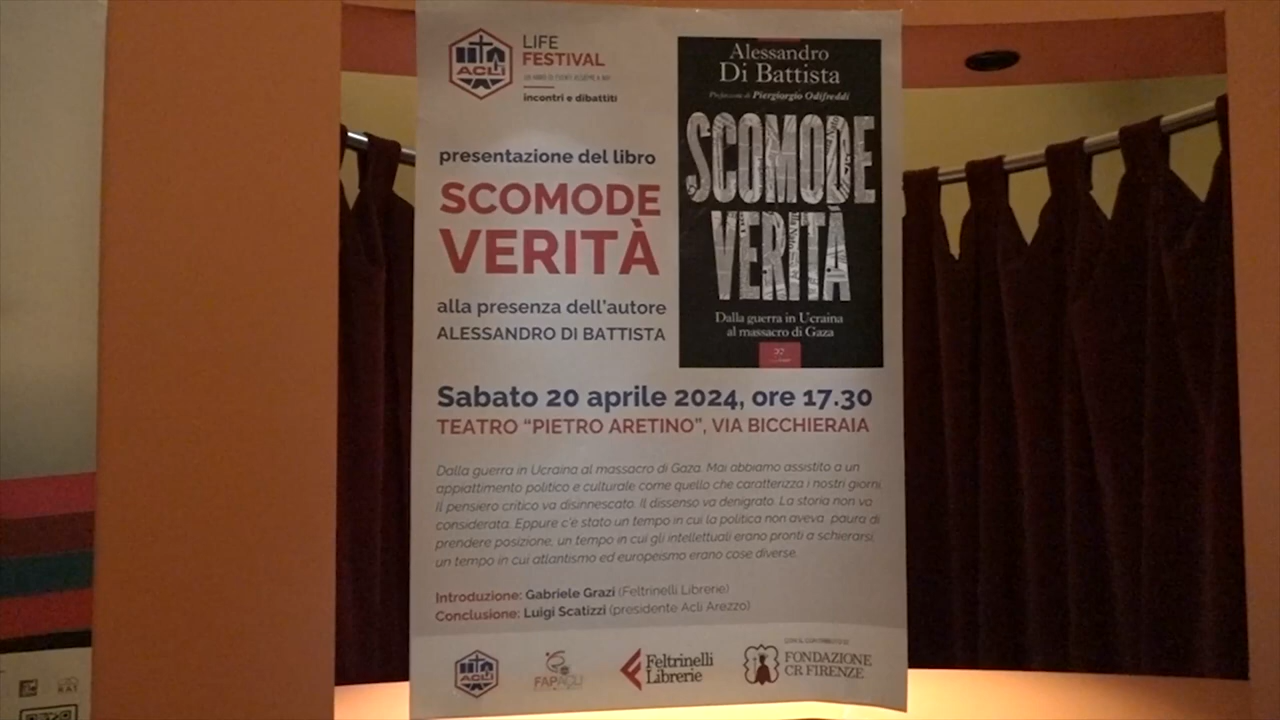 ACLI
LIFE
FESTIVAL
incontri e dibattiti
presentazione del libro
SCOMODE
VERITÀ
alla presenza dell'autore
ALESSANDRO DI BATTISTA
Alessandro
Di Battista
Prefazione di Piergiorgio Odifreddi
SCOMODE
VERITÀ
Dalla guerra in Ucraina
al massacro di Gaza
Sabato 20 aprile 2024, ore 17.30
TEATRO “PIETRO ARETINO”, VIA BICCHIERAIA
Dalla guerra in Ucraina al massacro di Gaza. Mai abbiamo assistito a un
appiattimento politico e culturale come quello che caratterizza i nostri giorni.
Il pensiero critico va disinnescato. Il dissenso va denigrato. La storia non va
considerata. Eppure c'è stato un tempo in cui la politica non aveva paura di
prendere posizione, un tempo in cui gli intellettuali erano pronti a schierarsi,
un tempo in cui atlantismo ed europeismo erano cose diverse.
Introduzione: Gabriele Grazi (Feltrinelli Librerie)
Conclusione: Luigi Scatizzi (presidente Acli Arezzo)
ACLI
FAPACLI
Feltrinelli
Librerie
CON IL CONTRIBUTO DI
FONDAZIONE
CR FIRENZE